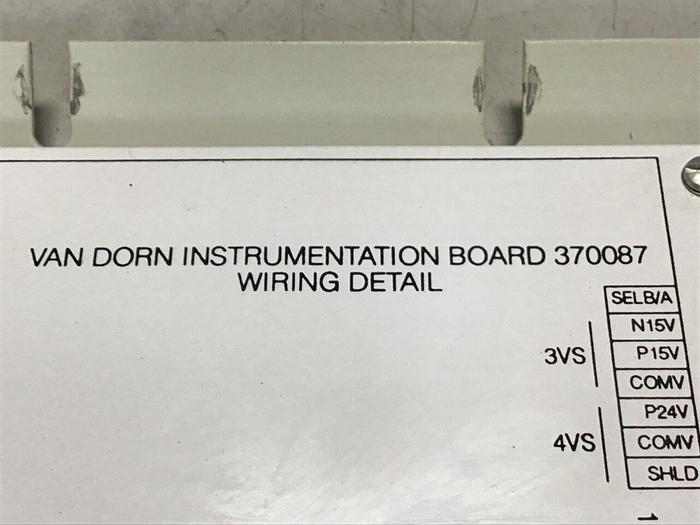 VAN DORN INSTRUMENTATION BOARD 370087
WIRING DETAIL
SELB/A
N15V
3VS
P15V
COMV
P24V
4VS
COMV
SHLD